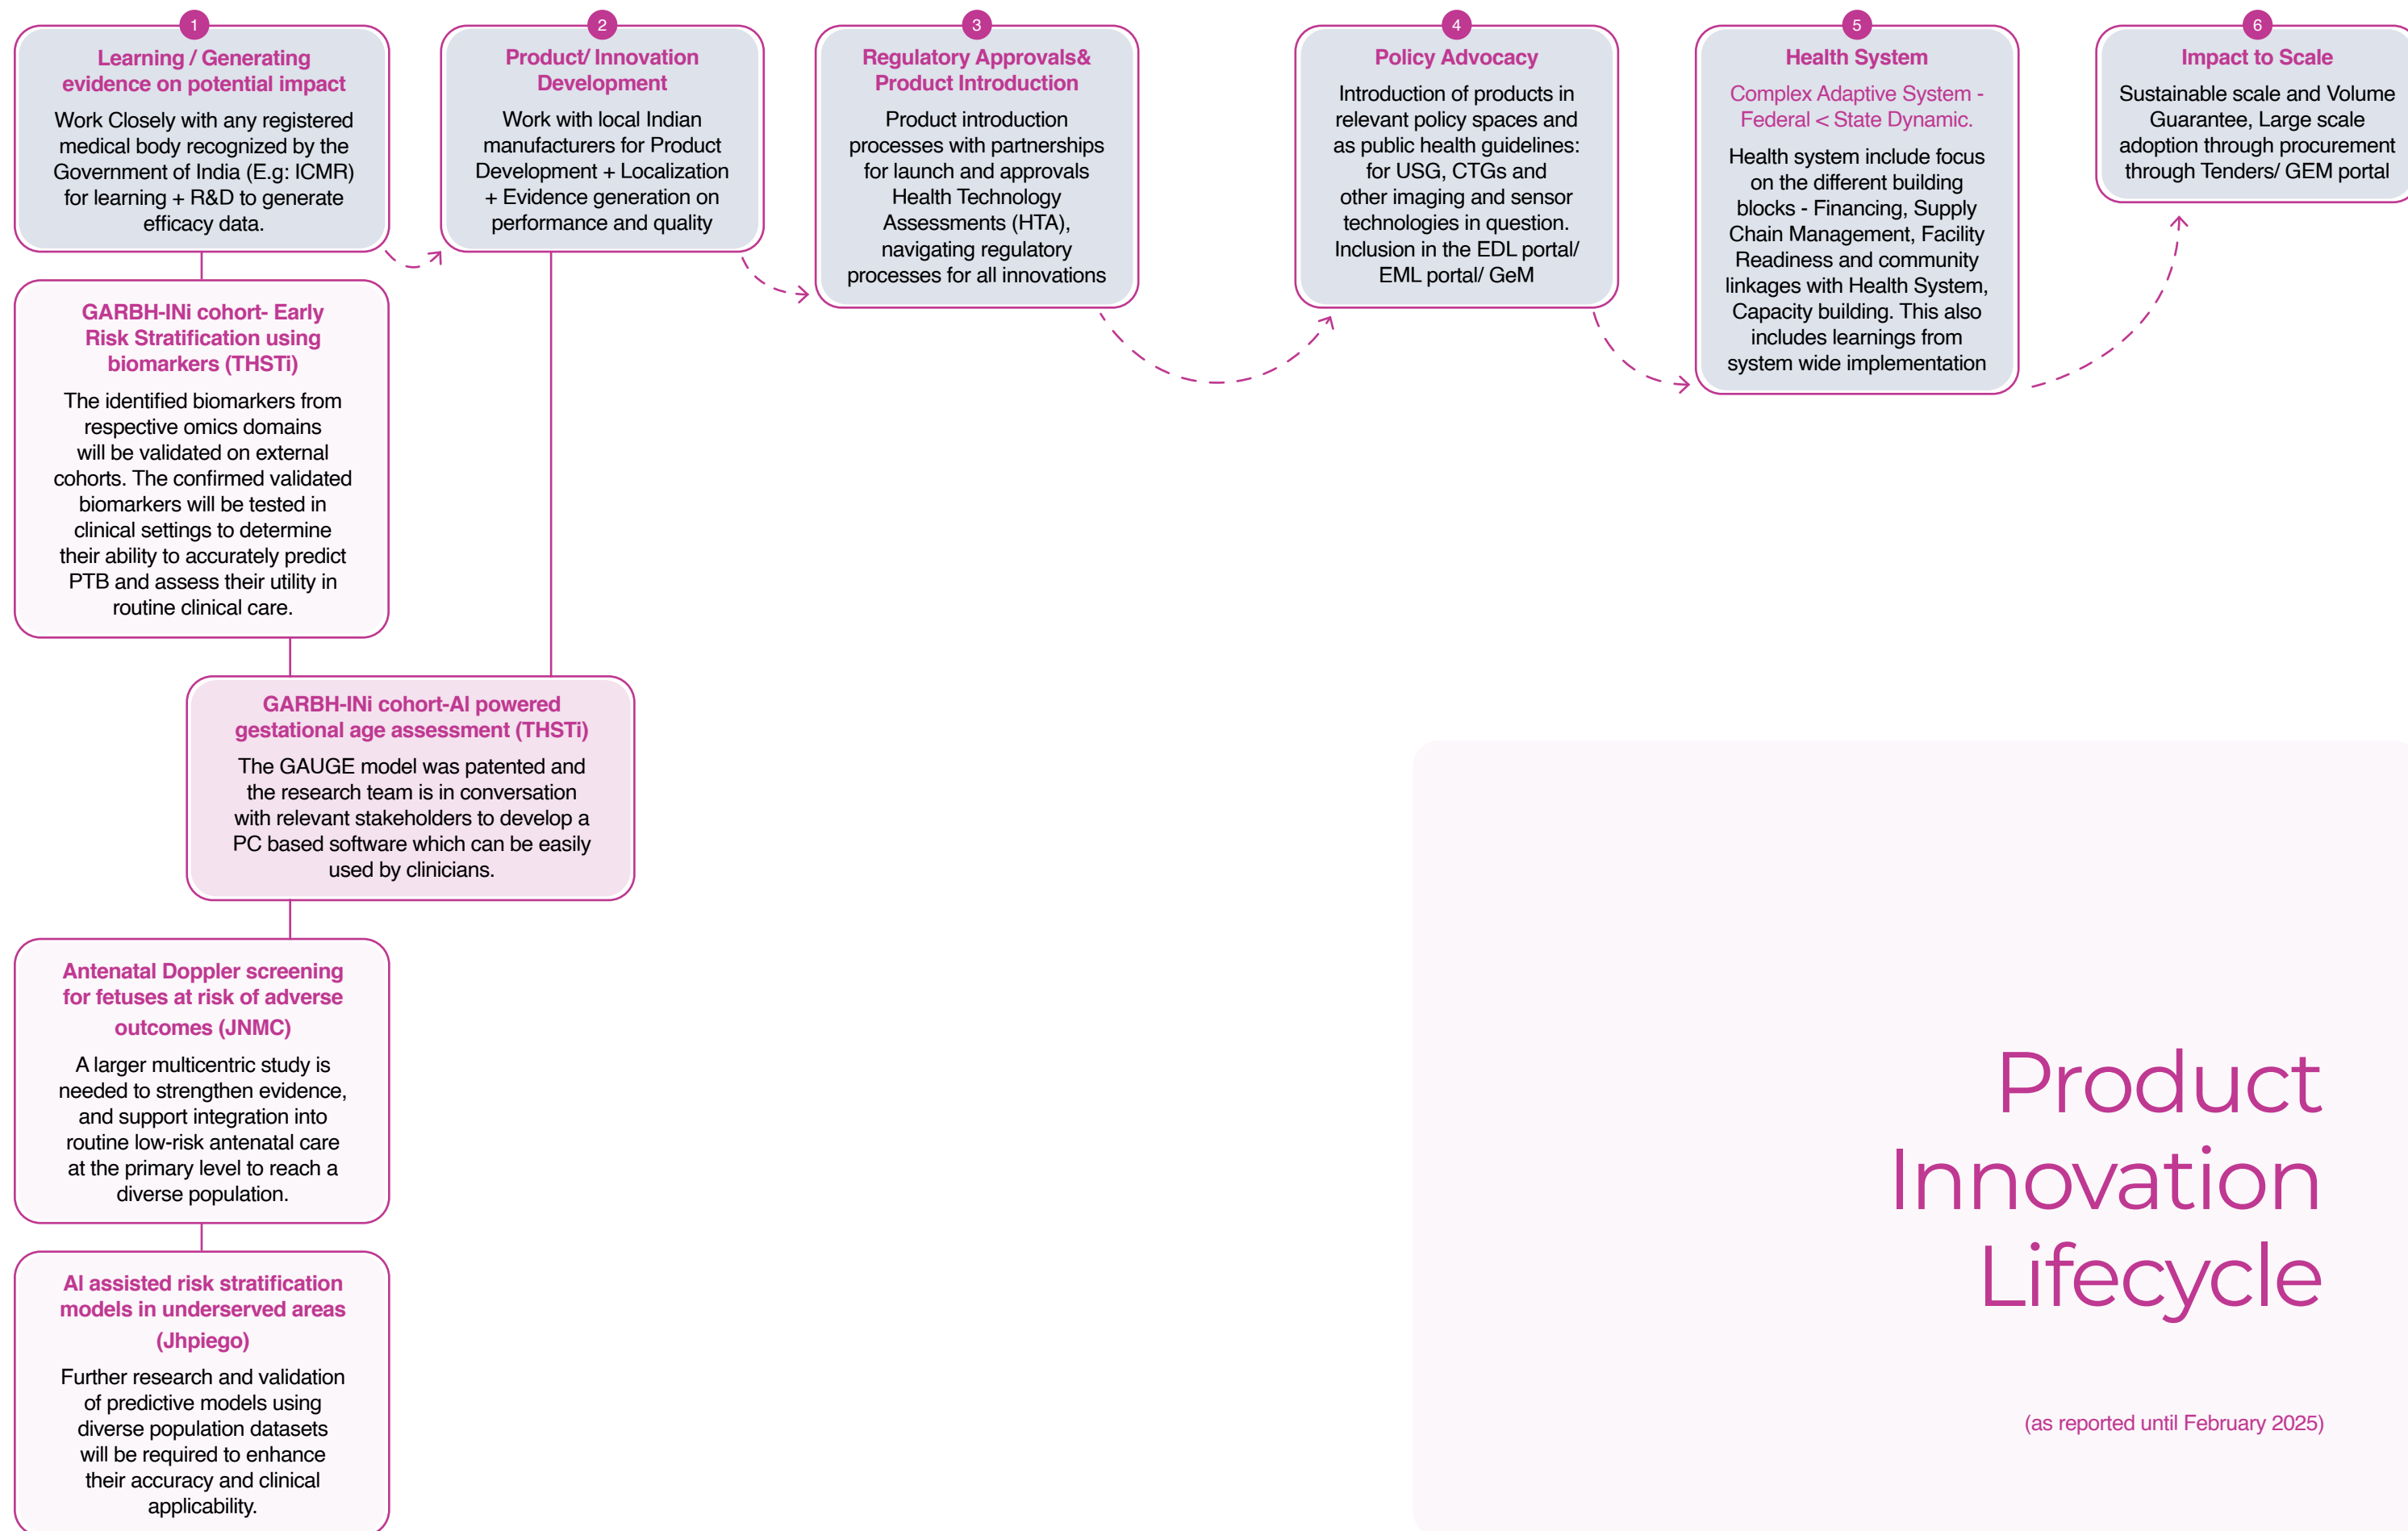 1
Learning / Generating
evidence on potential impact
Work Closely with any registered
medical body recognized by the
Government of India (E.g: ICMR)
for learning + R&D to generate
efficacy data.
2
Product/ Innovation
Development
Work with local Indian
manufacturers for Product
Development + Localization
+ Evidence generation on
performance and quality
3
Regulatory Approvals&
Product Introduction
Product introduction
processes with partnerships
for launch and approvals
Health Technology
Assessments (HTA),
navigating regulatory
processes for all innovations
4
Policy Advocacy
Introduction of products in
relevant policy spaces and
as public health guidelines:
for USG, CTGs and
other imaging and sensor
technologies in question.
Inclusion in the EDL portal/
EML portal/ GeM
5
Health System
Complex Adaptive System -
Federal < State Dynamic.
Health system include focus
on the different building
blocks - Financing, Supply
Chain Management, Facility
Readiness and community
linkages with Health System,
Capacity building. This also
includes learnings from
system wide implementation
6
Impact to Scale
Sustainable scale and Volume
Guarantee, Large scale
adoption through procurement
through Tenders/ GEM portal
GARBH-INi cohort- Early
Risk Stratification using
biomarkers (THSTi)
The identified biomarkers from
respective omics domains
will be validated on external
cohorts. The confirmed validated
biomarkers will be tested in
clinical settings to determine
their ability to accurately predict
PTB and assess their utility in
routine clinical care.
GARBH-INi cohort-AI powered
gestational age assessment (THSTi)
The GAUGE model was patented and
the research team is in conversation
with relevant stakeholders to develop a
PC based software which can be easily
used by clinicians.
Antenatal Doppler screening
for fetuses at risk of adverse
outcomes (JNMC)
A larger multicentric study is
needed to strengthen evidence,
and support integration into
routine low-risk antenatal care
at the primary level to reach a
diverse population.
AI assisted risk stratification
models in underserved areas
(Jhpiego)
Further research and validation
of predictive models using
diverse population datasets
will be required to enhance
their accuracy and clinical
applicability.
Product
Innovation
Lifecycle
(as reported until February 2025)